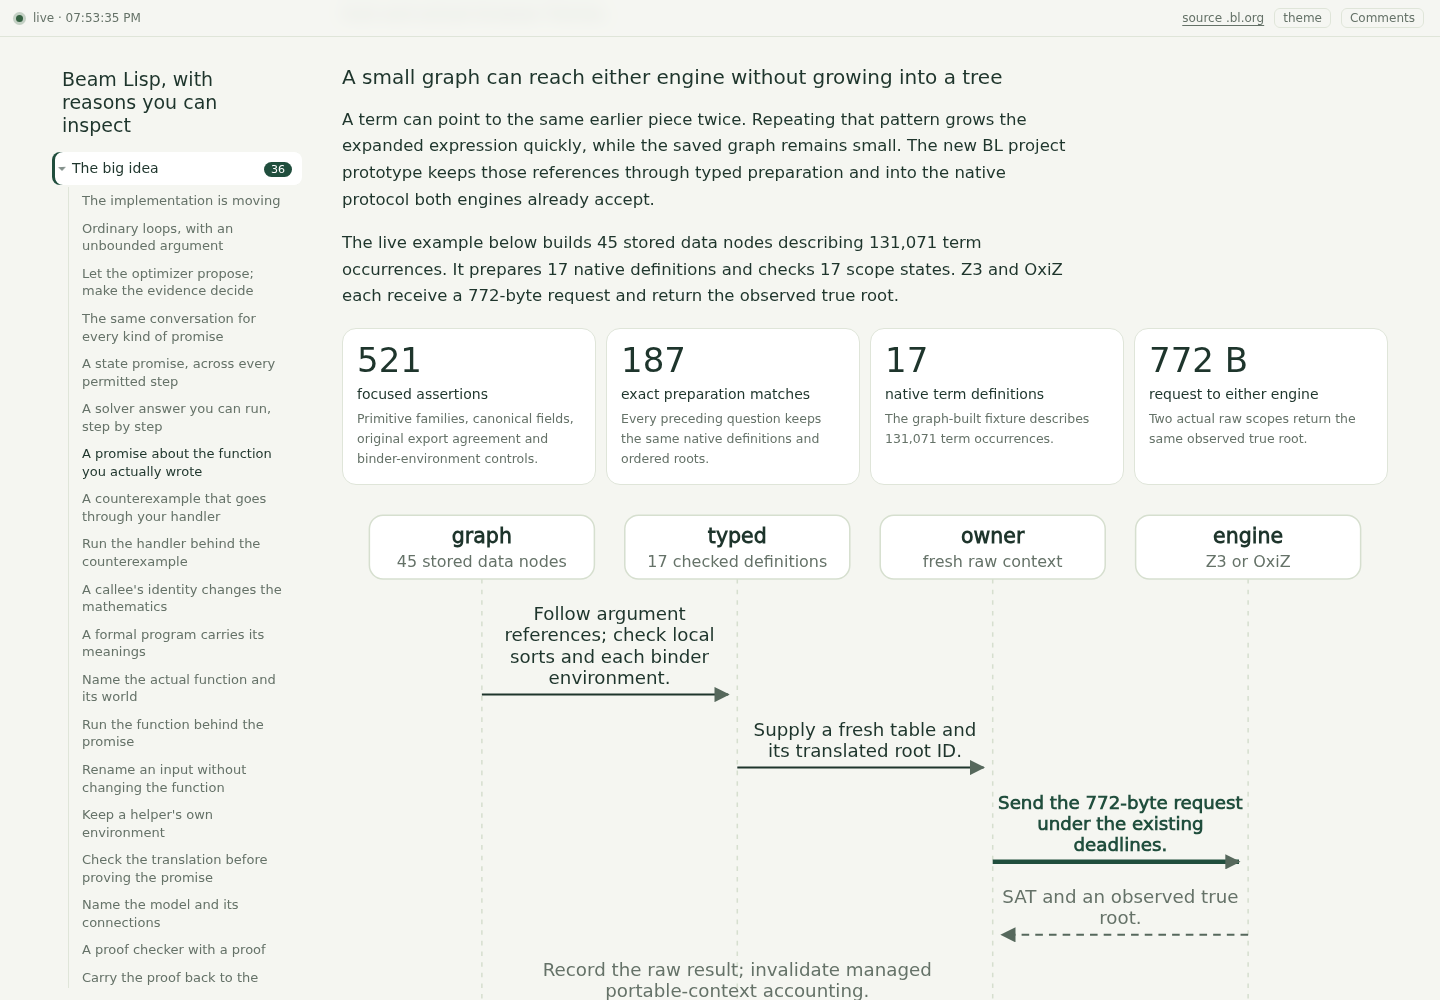 live · 07:53:35 PM
source .bl.org
theme
Comments
Beam Lisp, with
reasons you can
inspect
The big idea
36
The implementation is moving
Ordinary loops, with an
unbounded argument
Let the optimizer propose;
make the evidence decide
The same conversation for
every kind of promise
A state promise, across every
permitted step
A solver answer you can run,
step by step
A promise about the function
you actually wrote
A counterexample that goes
through your handler
Run the handler behind the
counterexample
A callee's identity changes the
mathematics
A formal program carries its
meanings
Name the actual function and
its world
Run the function behind the
promise
Rename an input without
changing the function
Keep a helper's own
environment
Check the translation before
proving the promise
Name the model and its
connections
A proof checker with a proof
Carry the proof back to the
A small graph can reach either engine without growing into a tree
A term can point to the same earlier piece twice. Repeating that pattern grows the
expanded expression quickly, while the saved graph remains small. The new BL project
prototype keeps those references through typed preparation and into the native
protocol both engines already accept.
The live example below builds 45 stored data nodes describing 131,071 term
occurrences. It prepares 17 native definitions and checks 17 scope states. Z3 and OxiZ
each receive a 772-byte request and return the observed true root.
521
focused assertions
Primitive families, canonical fields,
original export agreement and
binder-environment controls.
187
exact preparation matches
Every preceding question keeps
the same native definitions and
ordered roots.
17
native term definitions
The graph-built fixture describes
131,071 term occurrences.
772 B
request to either engine
Two actual raw scopes return the
same observed true root.
graph
45 stored data nodes
typed
17 checked definitions
owner
fresh raw context
engine
Z3 or OxiZ
Follow argument
references; check local
sorts and each binder
environment.
Supply a fresh table and
its translated root ID.
Send the 772-byte request
under the existing
deadlines.
SAT and an observed true
root.
Record the raw result; invalidate managed
portable-context accounting.